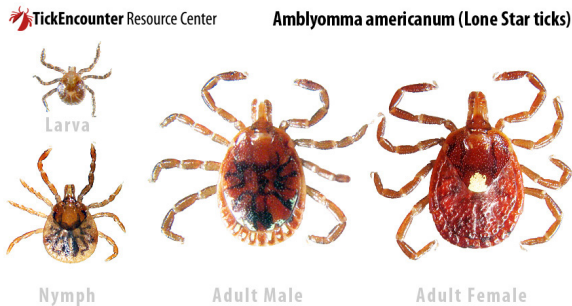 TickEncounter Resource Center
Amblyomma americanum (Lone Star ticks)
Larva
Nymph
Adult Male
Adult Female